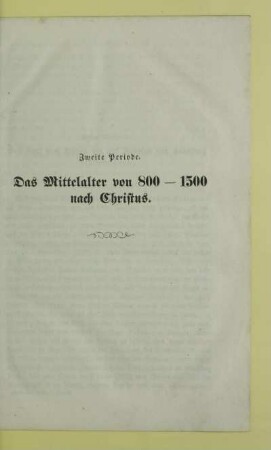 Zweite Periode.
Das Mittelalter von 800 — 1500
nach Christus.